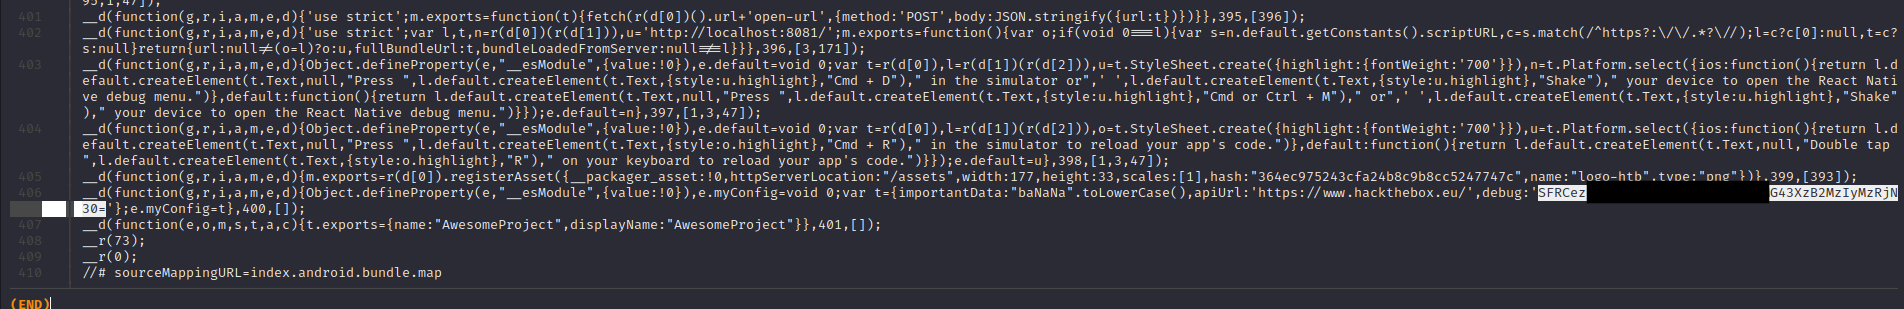 95,1,47]);
401 __d(function(g,r,i,a,m,e,d){'use strict';m.exports=function(t){fetch(r(d[0])().url+'open-url',{method:'POST',body:JSON.stringify({url:t})})}},395,[396]);
402 __d(function(g,r,i,a,m,e,d){'use strict';var l,t,n=r(d[0])(r(d[1])),u='http://localhost:8081/';m.exports=function(){var o;if(void 0===l){var s=n.default.getConstants().scriptURL,c=s.match(/^https?:\/\/.*?\//);l=c?c[0]:null,t=c?
s:null}return{url:null!==(o=l)?o:u,fullBundleUrl:t,bundleLoadedFromServer:null!==l}}},396,[3,171]);
403 __d(function(g,r,i,a,m,e,d){Object.defineProperty(e,"__esModule",{value:!0}),e.default=void 0;var t=r(d[0]),l=r(d[1])(r(d[2])),u=t.StyleSheet.create({highlight:{fontWeight:'700'}}),n=t.Platform.select({ios:function(){return l.d
efault.createElement(t.Text,null,"Press ",l.default.createElement(t.Text,{style:u.highlight},"Cmd + D")," in the simulator or",' ',l.default.createElement(t.Text,{style:u.highlight},"Shake")," your device to open the React Nati
ve debug menu.")},default:function(){return l.default.createElement(t.Text,null,"Press ",l.default.createElement(t.Text,{style:u.highlight},"Cmd or Ctrl + M")," or",' ',l.default.createElement(t.Text,{style:u.highlight},"Shake"
)," your device to open the React Native debug menu.")}});e.default=n},397,[1,3,47]);
404 __d(function(g,r,i,a,m,e,d){Object.defineProperty(e,"__esModule",{value:!0}),e.default=void 0;var t=r(d[0]),l=r(d[1])(r(d[2])),o=t.StyleSheet.create({highlight:{fontWeight:'700'}}),u=t.Platform.select({ios:function(){return l.d
efault.createElement(t.Text,null,"Press ",l.default.createElement(t.Text,{style:o.highlight},"Cmd + R")," in the simulator to reload your app's code.")},default:function(){return l.default.createElement(t.Text,null,"Double tap 
",l.default.createElement(t.Text,{style:o.highlight},"R")," on your keyboard to reload your app's code.")}});e.default=u},398,[1,3,47]);
405 __d(function(g,r,i,a,m,e,d){m.exports=r(d[0]).registerAsset({__packager_asset:!0,httpServerLocation:"/assets",width:177,height:33,scales:[1],hash:"364ec975243cfa24b8c9b8cc5247747c",name:"logo-htb",type:"png"})},399,[393]);
406 __d(function(g,r,i,a,m,e,d){Object.defineProperty(e,"__esModule",{value:!0}),e.myConfig=void 0;var t={importantData:"baNaNa".toLowerCase(),apiUrl:'https://www.hackthebox.eu/',debug:'SFRCez G43XzB2MzIyMzRjN
30='};e.myConfig=t},400,[]);
407 __d(function(e,o,m,s,t,a,c){t.exports={name:"AwesomeProject",displayName:"AwesomeProject"}},401,[]);
408 __r(73);
409 __r(0);
410 //# sourceMappingURL=index.android.bundle.map
(END)